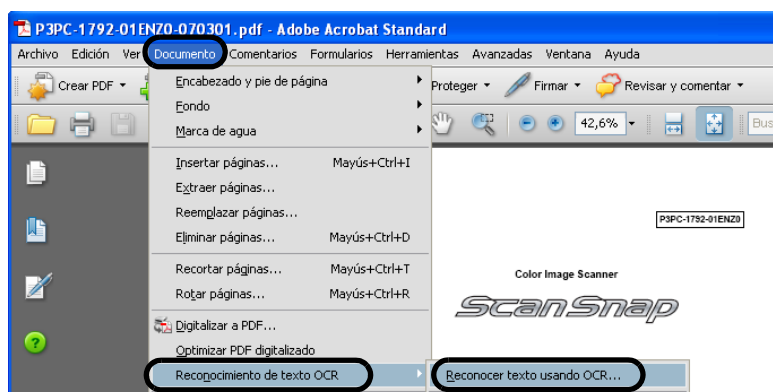 P3PC-1792-01ENZ0-070301.pdf - Adobe Acrobat Standard
Archivo Edición Ver Documento Comentarios Formularios Herramientas Avanzadas Ventana Ayuda
Crear PDF Proteger Firmar Revisar y comentar
42,6% Bus
Encabezado y pie de página
Fondo
Marca de agua
Insertar páginas... Mayús+Ctrl+I
Extraer páginas...
Reemplazar páginas...
Eliminar páginas... Mayús+Ctrl+D
Recortar páginas... Mayús+Ctrl+T
Rotar páginas... Mayús+Ctrl+R
Digitalizar a PDF...
Optimizar PDF digitalizado
Reconocimiento de texto OCR
Reconocer texto usando OCR...
P3PC-1792-01ENZ0
Color Image Scanner
ScanSnap